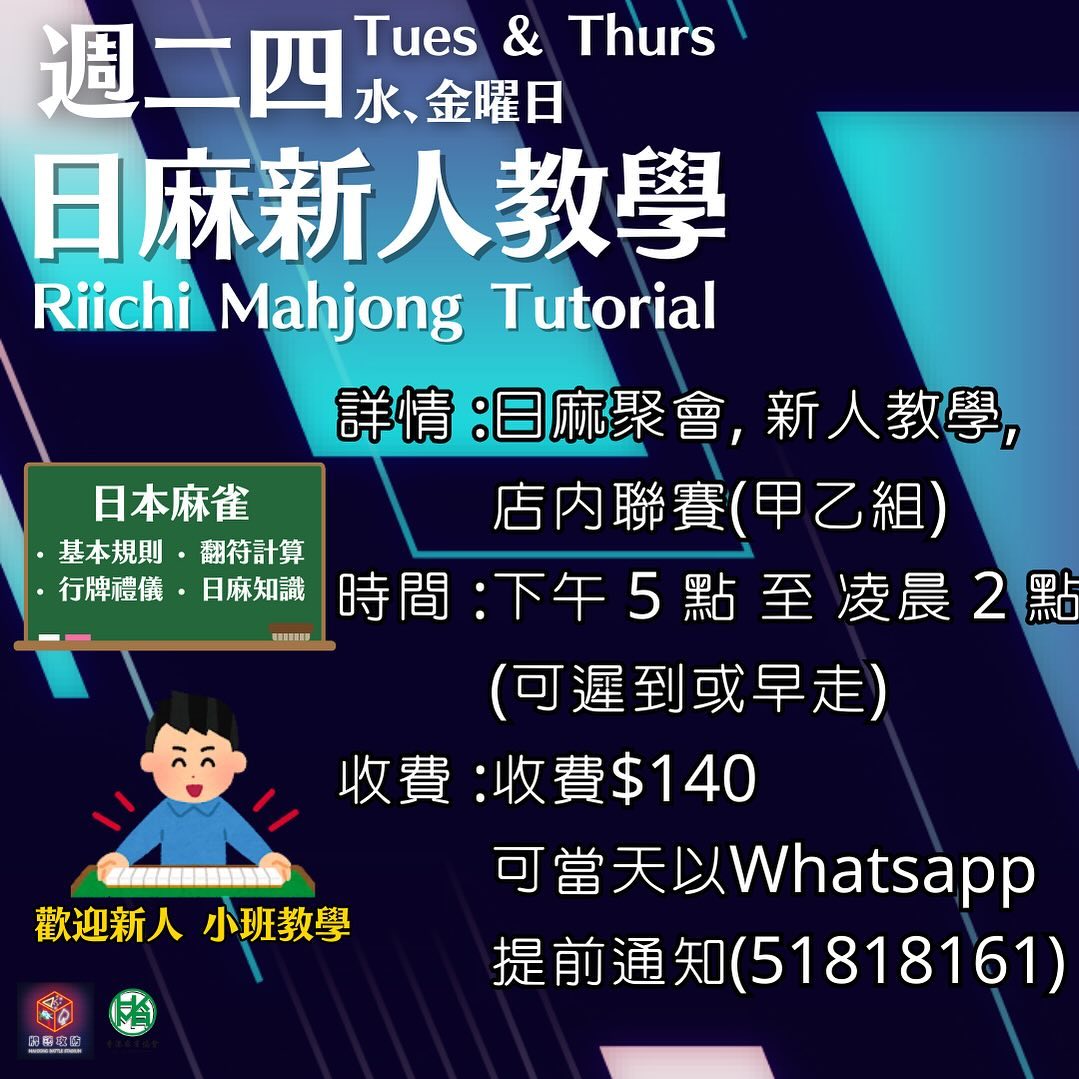 週二四
Tues & Thurs
水、金曜日
日麻新人教學
Riichi Mahjong Tutorial
詳情 :日麻聚會, 新人教學,
店内聯賽(甲乙組)
日本麻雀
• 基本規則 • 翻符計算
• 行牌禮儀 • 日麻知識
時間 :下午 5 點 至 凌晨 2 點
(可遲到或早走)
收費 :收費$140
可當天以Whatsapp
提前通知(51818161)
歡迎新人 小班教學
MAHJONG BATTLE STADIUM